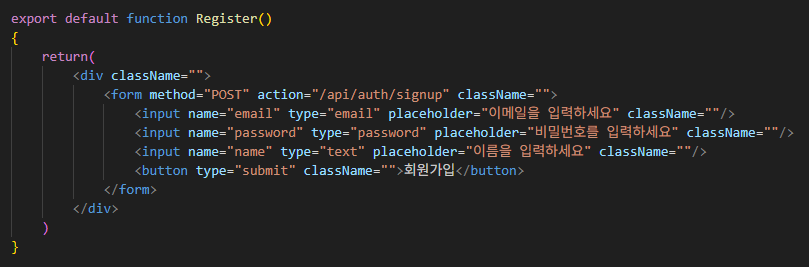 export default function Register()
{
    return(
        <div className="">
            <form method="POST" action="/api/auth/signup" className="">
                <input name="email" type="email" placeholder="이메일을 입력하세요" className=""/>
                <input name="password" type="password" placeholder="비밀번호를 입력하세요" className=""/>
                <input name="name" type="text" placeholder="이름을 입력하세요" className=""/>
                <button type="submit" className="">회원가입</button>
            </form>
        </div>
    )
}